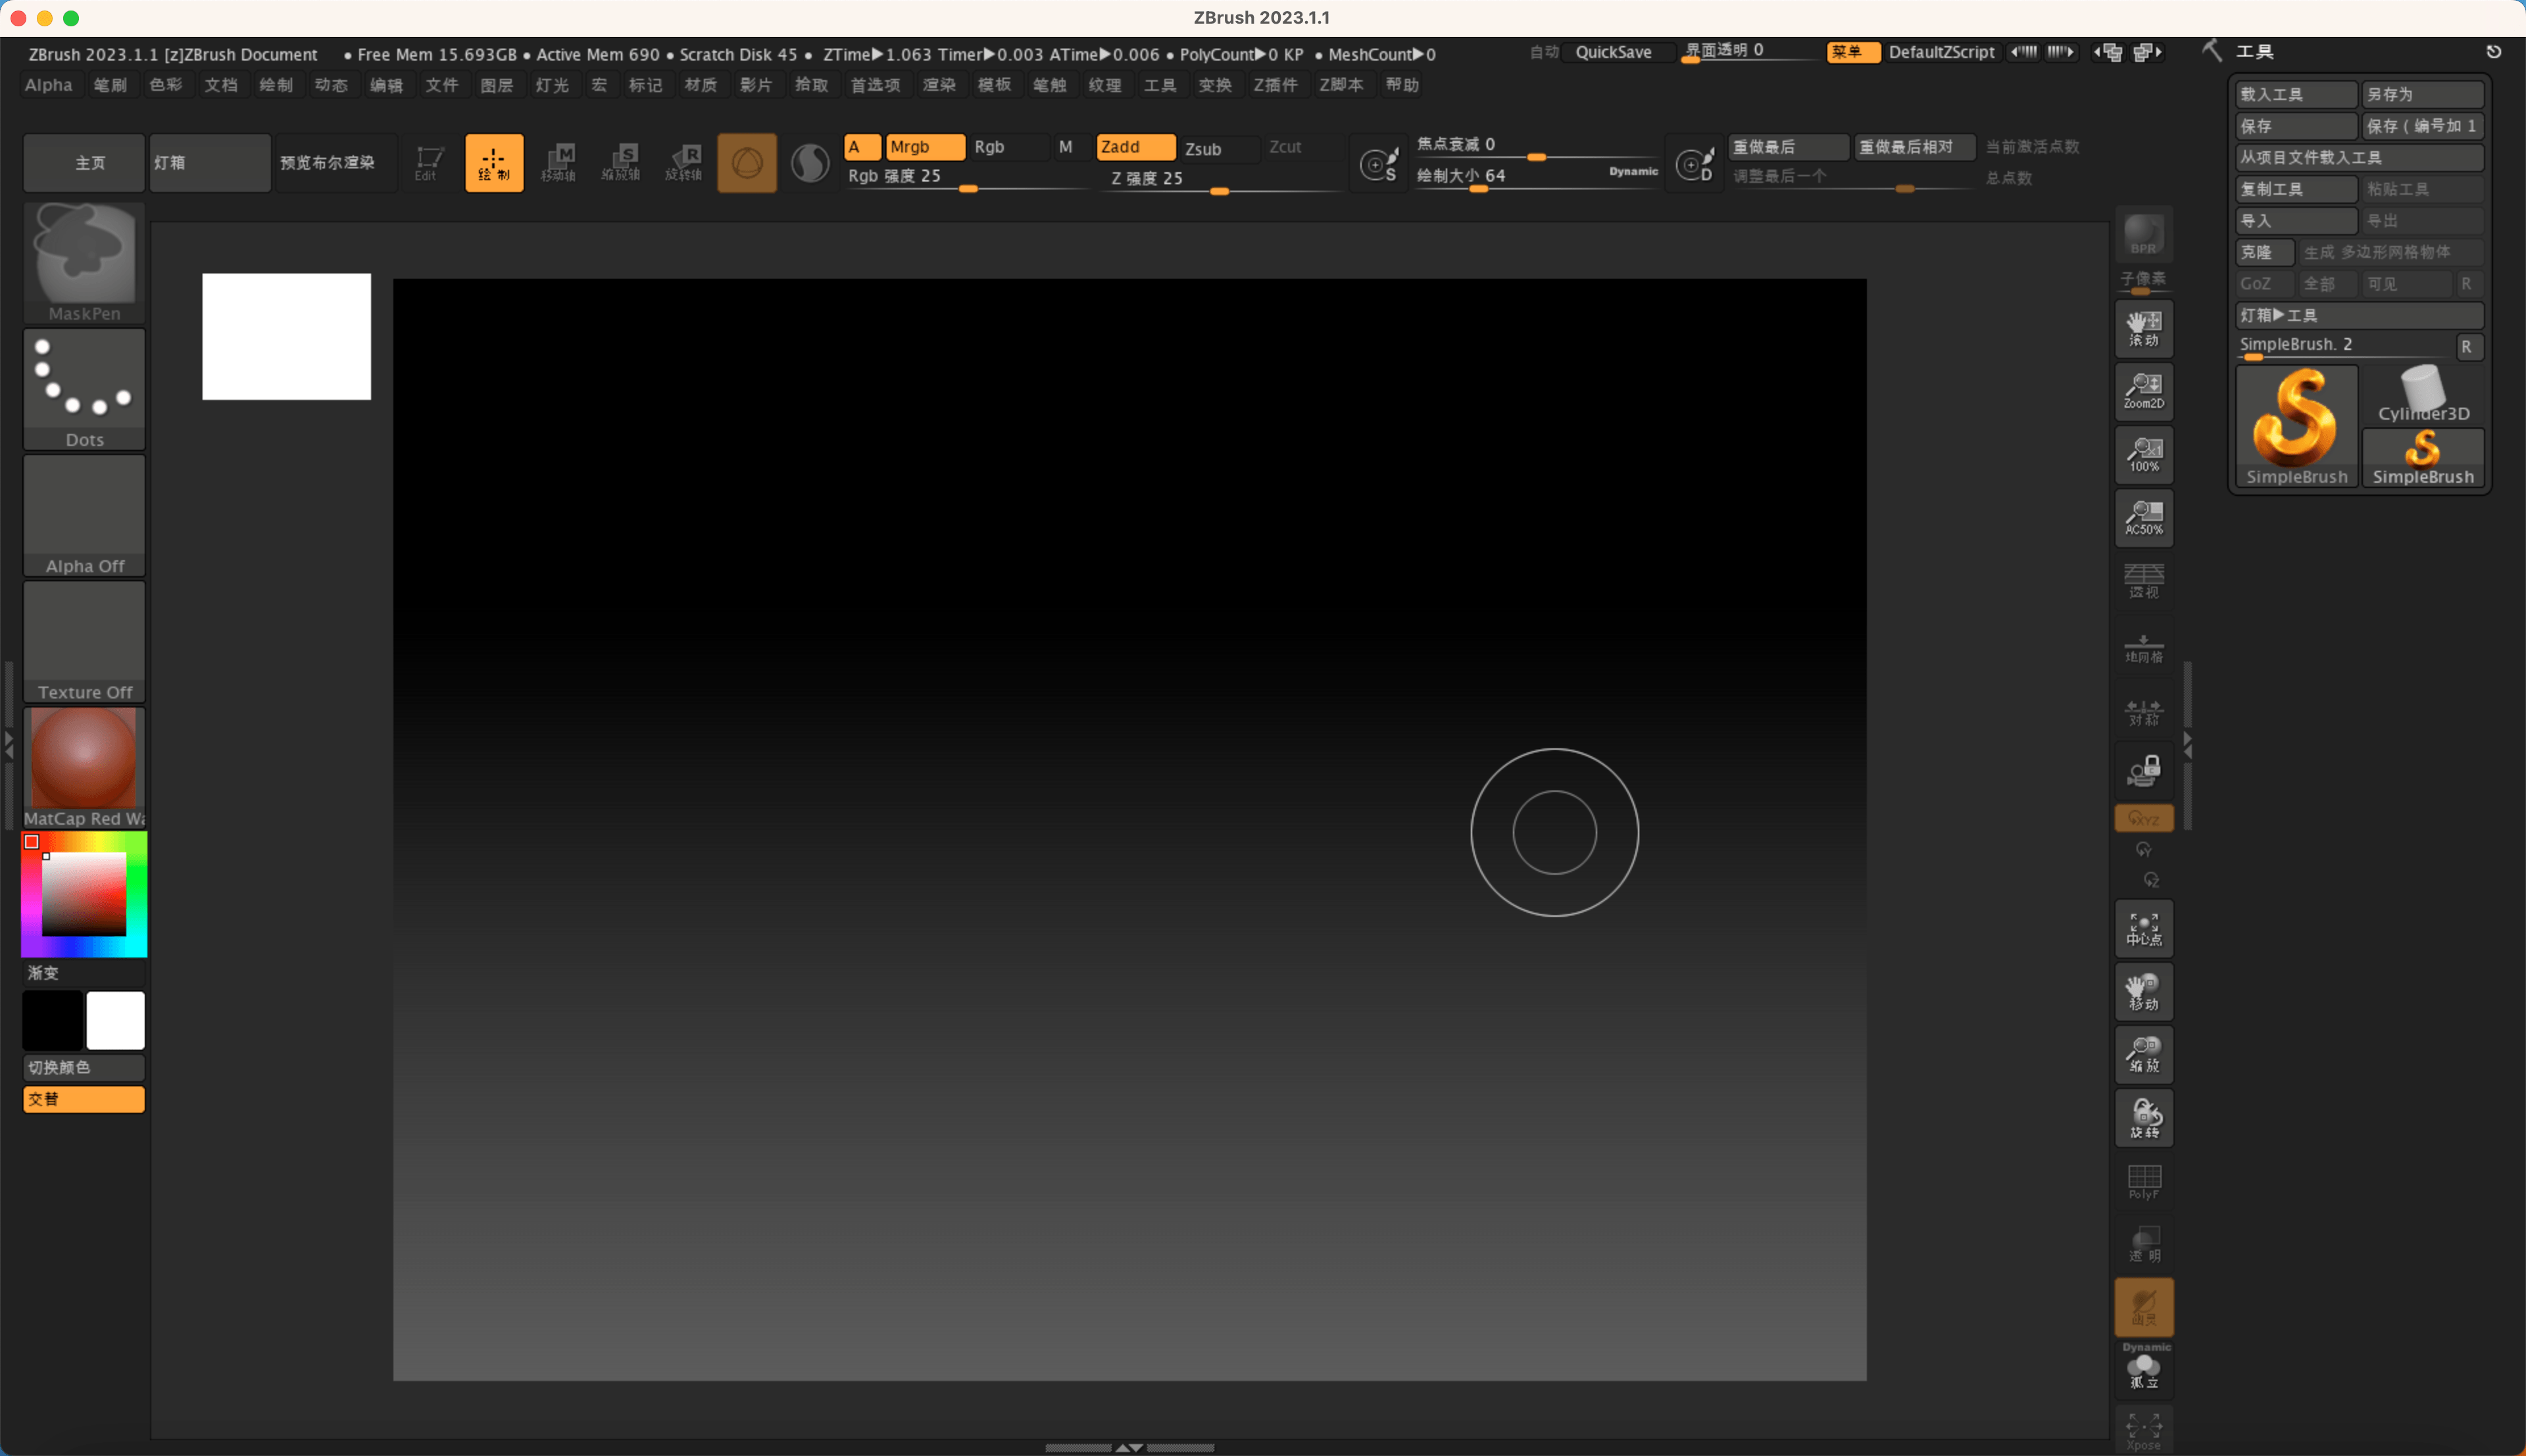 ZBrush 2023.1.1
ZBrush 2023.1.1 [z]ZBrush Document • Free Mem 15.693GB • Active Mem 690 • Scratch Disk 45 • ZTime▶1.063 Timer▶0.003 ATime▶0.006 • PolyCount▶0 KP • MeshCount▶0
自动 QuickSave 界面透明 0 菜单 DefaultZScript
工具
Alpha 笔刷 色彩 文档 绘制 动态 编辑 文件 图层 灯光 宏 标记 材质 影片 拾取 首选项 渲染 模板 笔触 纹理 工具 变换 Z插件 Z脚本 帮助
主页 灯箱 预览布尔渲染 Edit 绘制 移动轴 缩放轴 旋转轴
M S R
A Mrgb Rgb M Zadd Zsub Zcut
Rgb 强度 25 Z 强度 25
S 焦点衰减 0
绘制大小 64 Dynamic
D 重做最后 重做最后相对 当前激活点数
调整最后一个 总点数
MaskPen
Dots
Alpha Off
Texture Off
MatCap Red Wa
渐变
切换颜色
交替
BPR
子像素
滚动
Zoom2D
100%
AC50%
透视
地网格
对称
XYZ
Y
Z
中心点
移动
缩放
旋转
PolyF
透明
幽灵
Dynamic
孤立
Xpose
载入工具 另存为
保存 保存 ( 编号加 1
从项目文件载入工具
复制工具 粘贴工具
导入 导出
克隆 生成 多边形网格物体
GoZ 全部 可见 R
灯箱▶工具
SimpleBrush. 2 R
Cylinder3D
SimpleBrush SimpleBrush